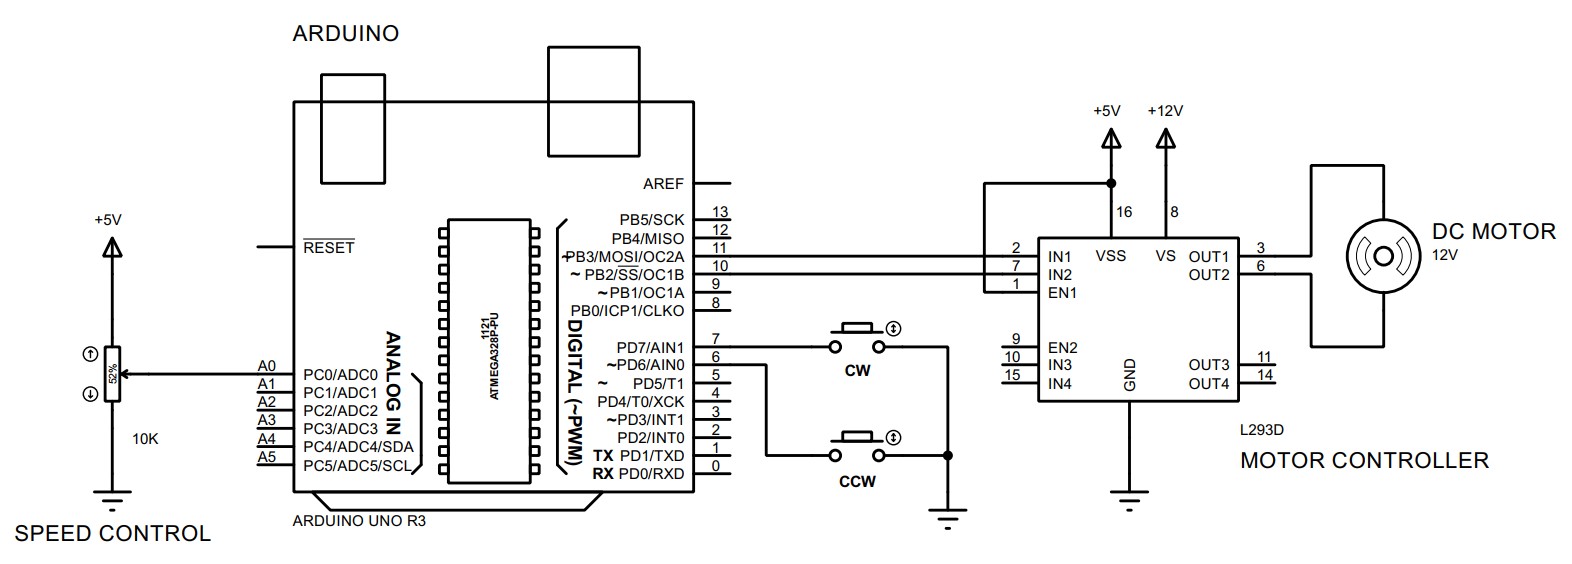 ARDUINO
+5V
+12V
AREF
+5V
13
PB5/SCK
12
PB4/MISO
16
8
DC MOTOR
12V
RESET
11
~PB3/MOSI/OC2A
10
~ PB2/SS/OC1B
9
~PB1/OC1A
8
PB0/ICP1/CLKO
2
IN1
7
IN2
1
EN1
VSS
VS
OUT1
3
OUT2
6
1121
ATMEGA328P-PU
ANALOG IN
DIGITAL (~PWM)
7
PD7/AIN1
6
~PD6/AIN0
5
~ PD5/T1
4
PD4/T0/XCK
3
~PD3/INT1
2
PD2/INT0
1
TX PD1/TXD
0
RX PD0/RXD
CW
CCW
9
EN2
10
IN3
15
IN4
GND
OUT3
11
OUT4
14
52%
A0
PC0/ADC0
A1
PC1/ADC1
A2
PC2/ADC2
A3
PC3/ADC3
A4
PC4/ADC4/SDA
A5
PC5/ADC5/SCL
10K
L293D
MOTOR CONTROLLER
ARDUINO UNO R3
SPEED CONTROL